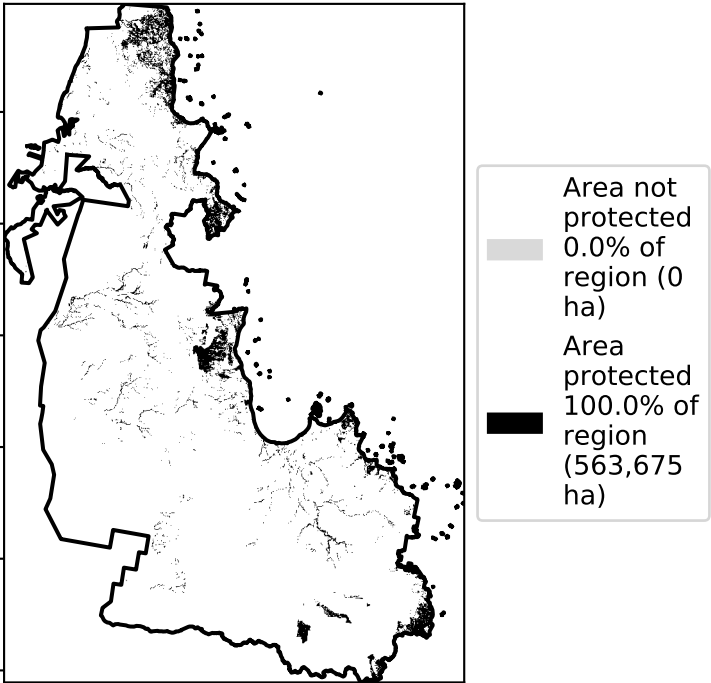 Area not
protected
0.0% of
region (0
ha)
Area
protected
100.0% of
region
(563,675
ha)